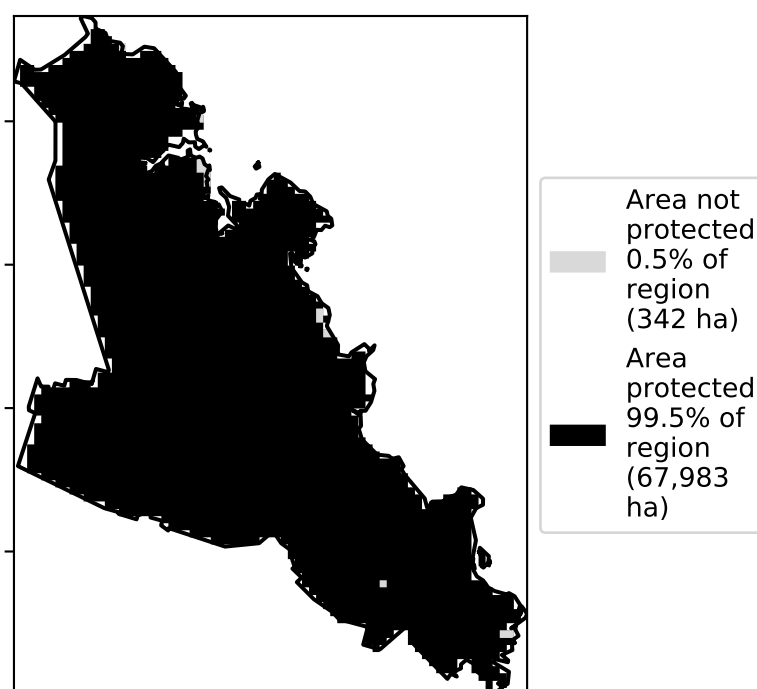 Area not
protected
0.5% of
region
(342 ha)
Area
protected
99.5% of
region
(67,983
ha)